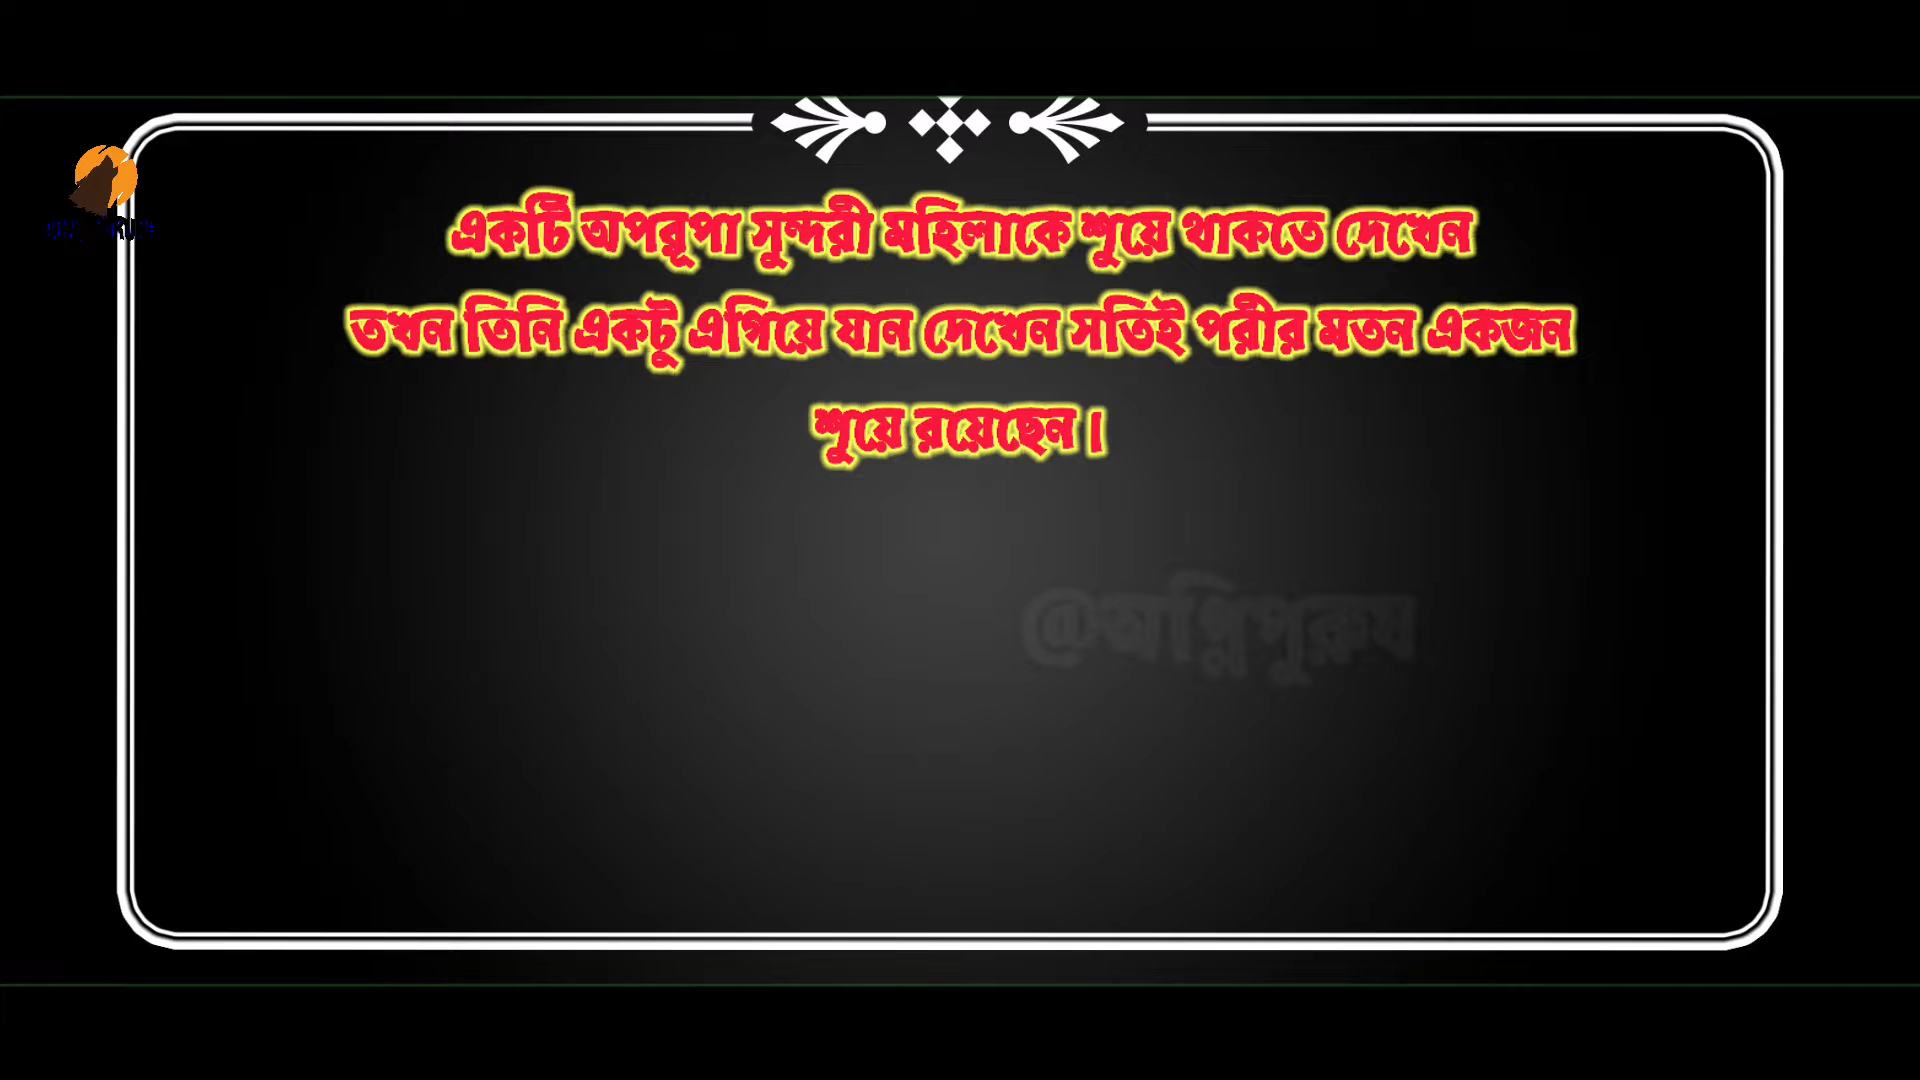 একটি অপরূপা সুন্দরী মহিলাকে শুয়ে থাকতে দেখেন
তখন তিনি একটু এগিয়ে যান দেখেন সতিই পরীর মতন একজন
শুয়ে রয়েছেন।
@অগ্নিপুরুষ